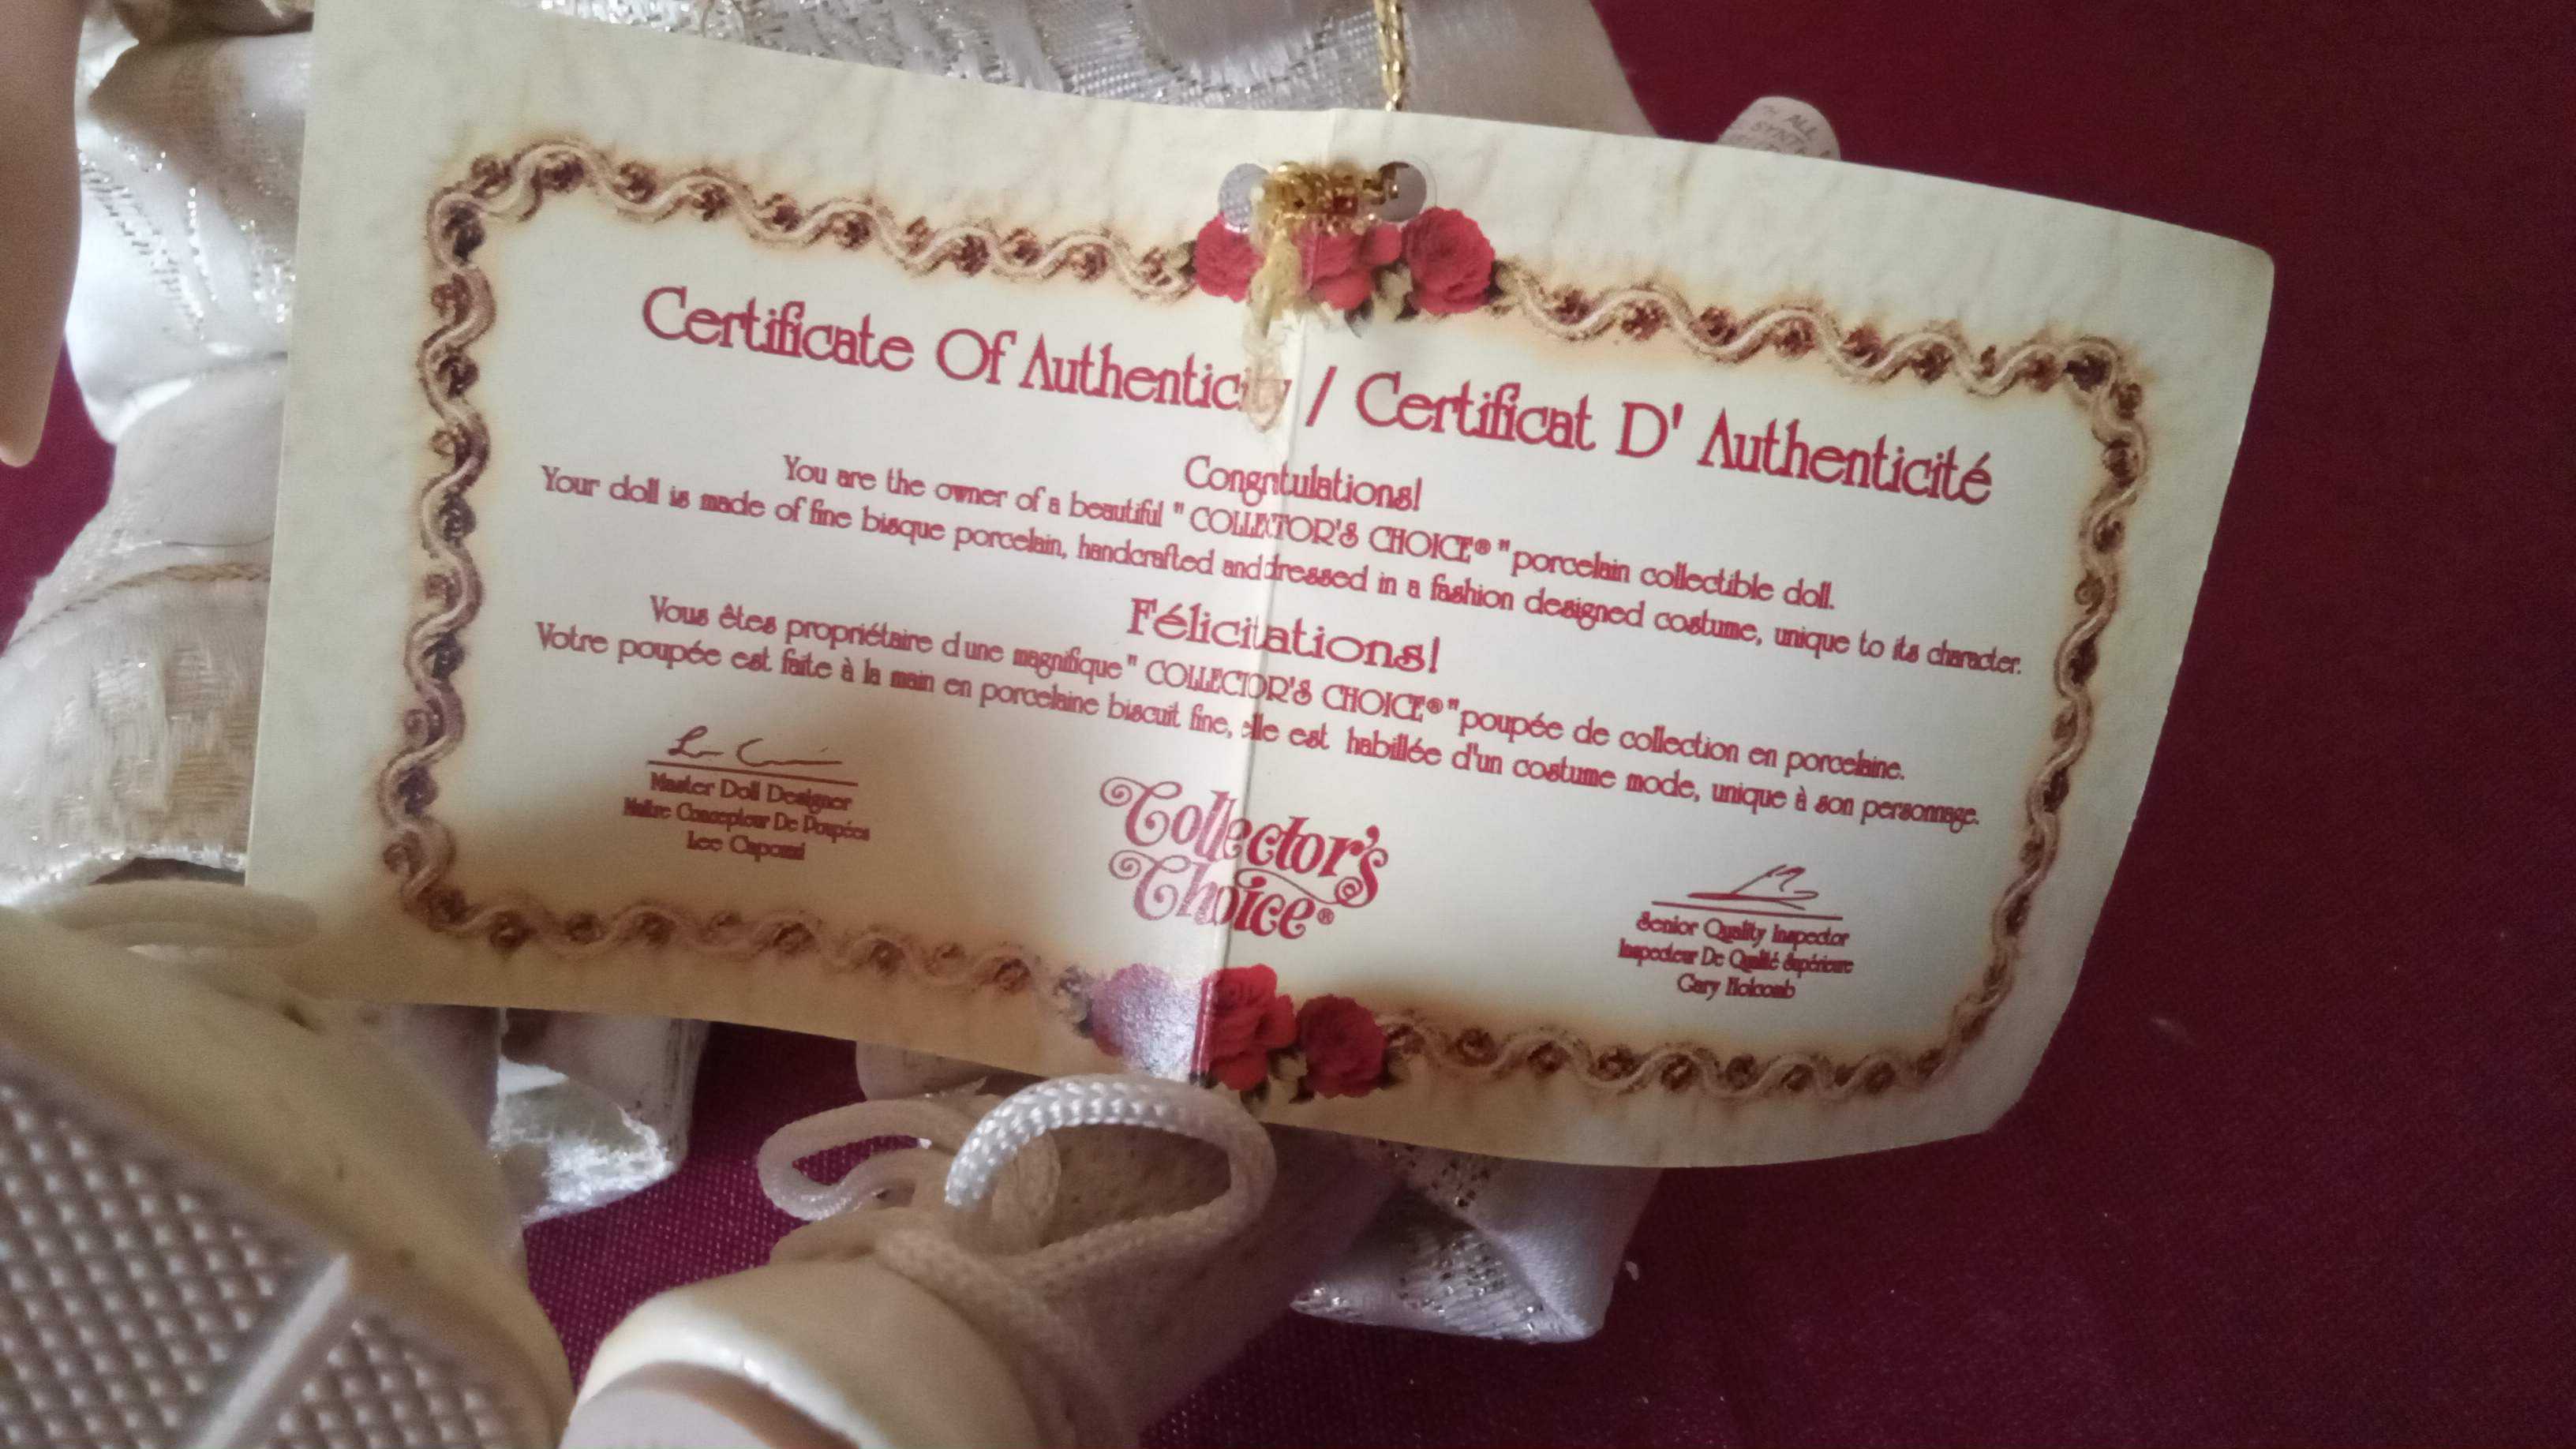 ALL
SYNT
Certificate Of Authenticity / Certificat D' Authenticité
Congrtulations!
You are the owner of a beautiful " COLLECTOR'S CHOICE® " porcelain collectible doll.
Your doll is made of fine bisque porcelain, handcrafted and dressed in a fashion designed costume, unique to its character.
Félicitations!
Vous êtes propriétaire d une magnifique " COLLECTOR'S CHOICE® " poupée de collection en porcelaine.
Votre poupée est faite à la main en porcelaine biscuit fine, elle est habillée d'un costume mode, unique à son personnage.
Master Doll Designer
Maître Concepteur De Poupées
Lee Capozzi
Collector's
Choice®
Senior Quality Inspector
Inspecteur De Qualité Supérieure
Gary Holcomb